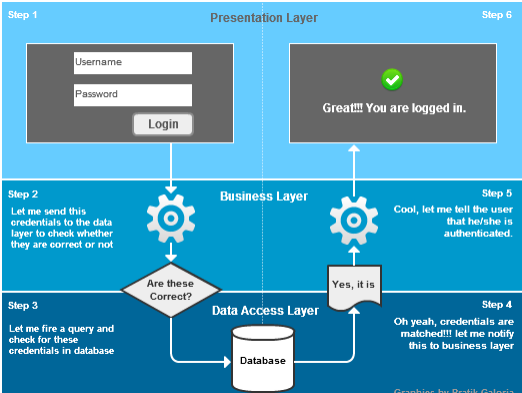 Step 1
Presentation Layer
Step 6
Username
Password
Login
Great!!! You are logged in.
Step 2
Business Layer
Step 5
Let me send this
credentials to the data
layer to check whether
they are correct or not
Cool, let me tell the user
that he/she is
authenticated.
Are these
Correct?
Yes, it is
Step 3
Data Access Layer
Step 4
Let me fire a query and
check for these
credentials in database
Database
Oh yeah, credentials are
matched!!! let me notify
this to business layer
Graphics by Pratik Galoria